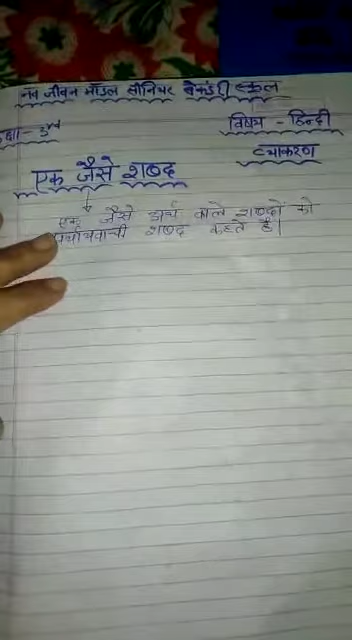 नव जीवन मॉडल सीनियर सेकेंडरी स्कूल
कक्षा - 3rd
विषय - हिन्दी
व्याकरण
एक जैसे शब्द
एक जैसे अर्थ वाले शब्दों को
पर्यायवाची शब्द कहते है।